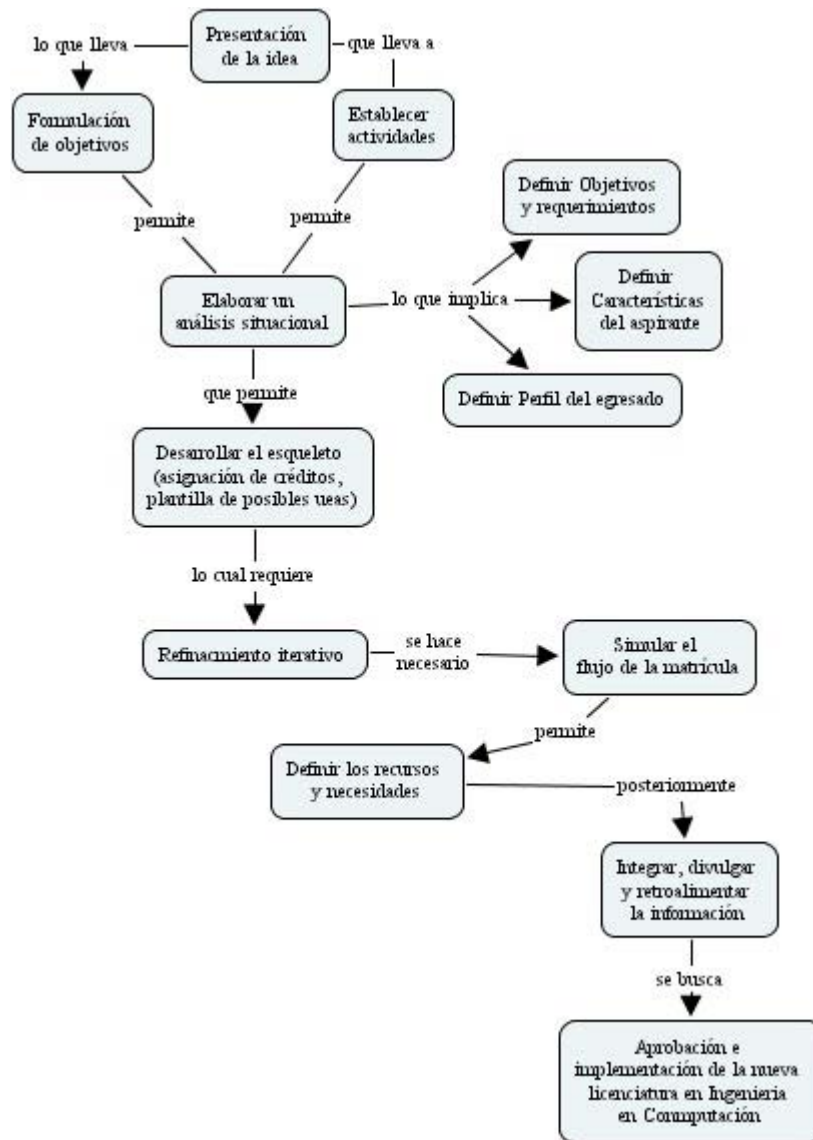 Presentación
de la idea
lo que lleva
que lleva a
Formulación
de objetivos
Establecer
actividades
permite
permite
Definir Objetivos
y requerimientos
Elaborar un
análisis situacional
lo que implica
Definir
Características
del aspirante
Definir Perfil del egresado
que permite
Desarrollar el esqueleto
(asignación de créditos,
plantilla de posibles ueas)
lo cual requiere
Refinacmiento iterativo
se hace
necesario
Simular el
flujo de la matrícula
permite
Definir los recursos
y necesidades
posteriormente
Integrar, divulgar
y retroalimentar
la información
se busca
Aprobación e
implementación de la nueva
licenciatura en Ingenieria
en Conmputación